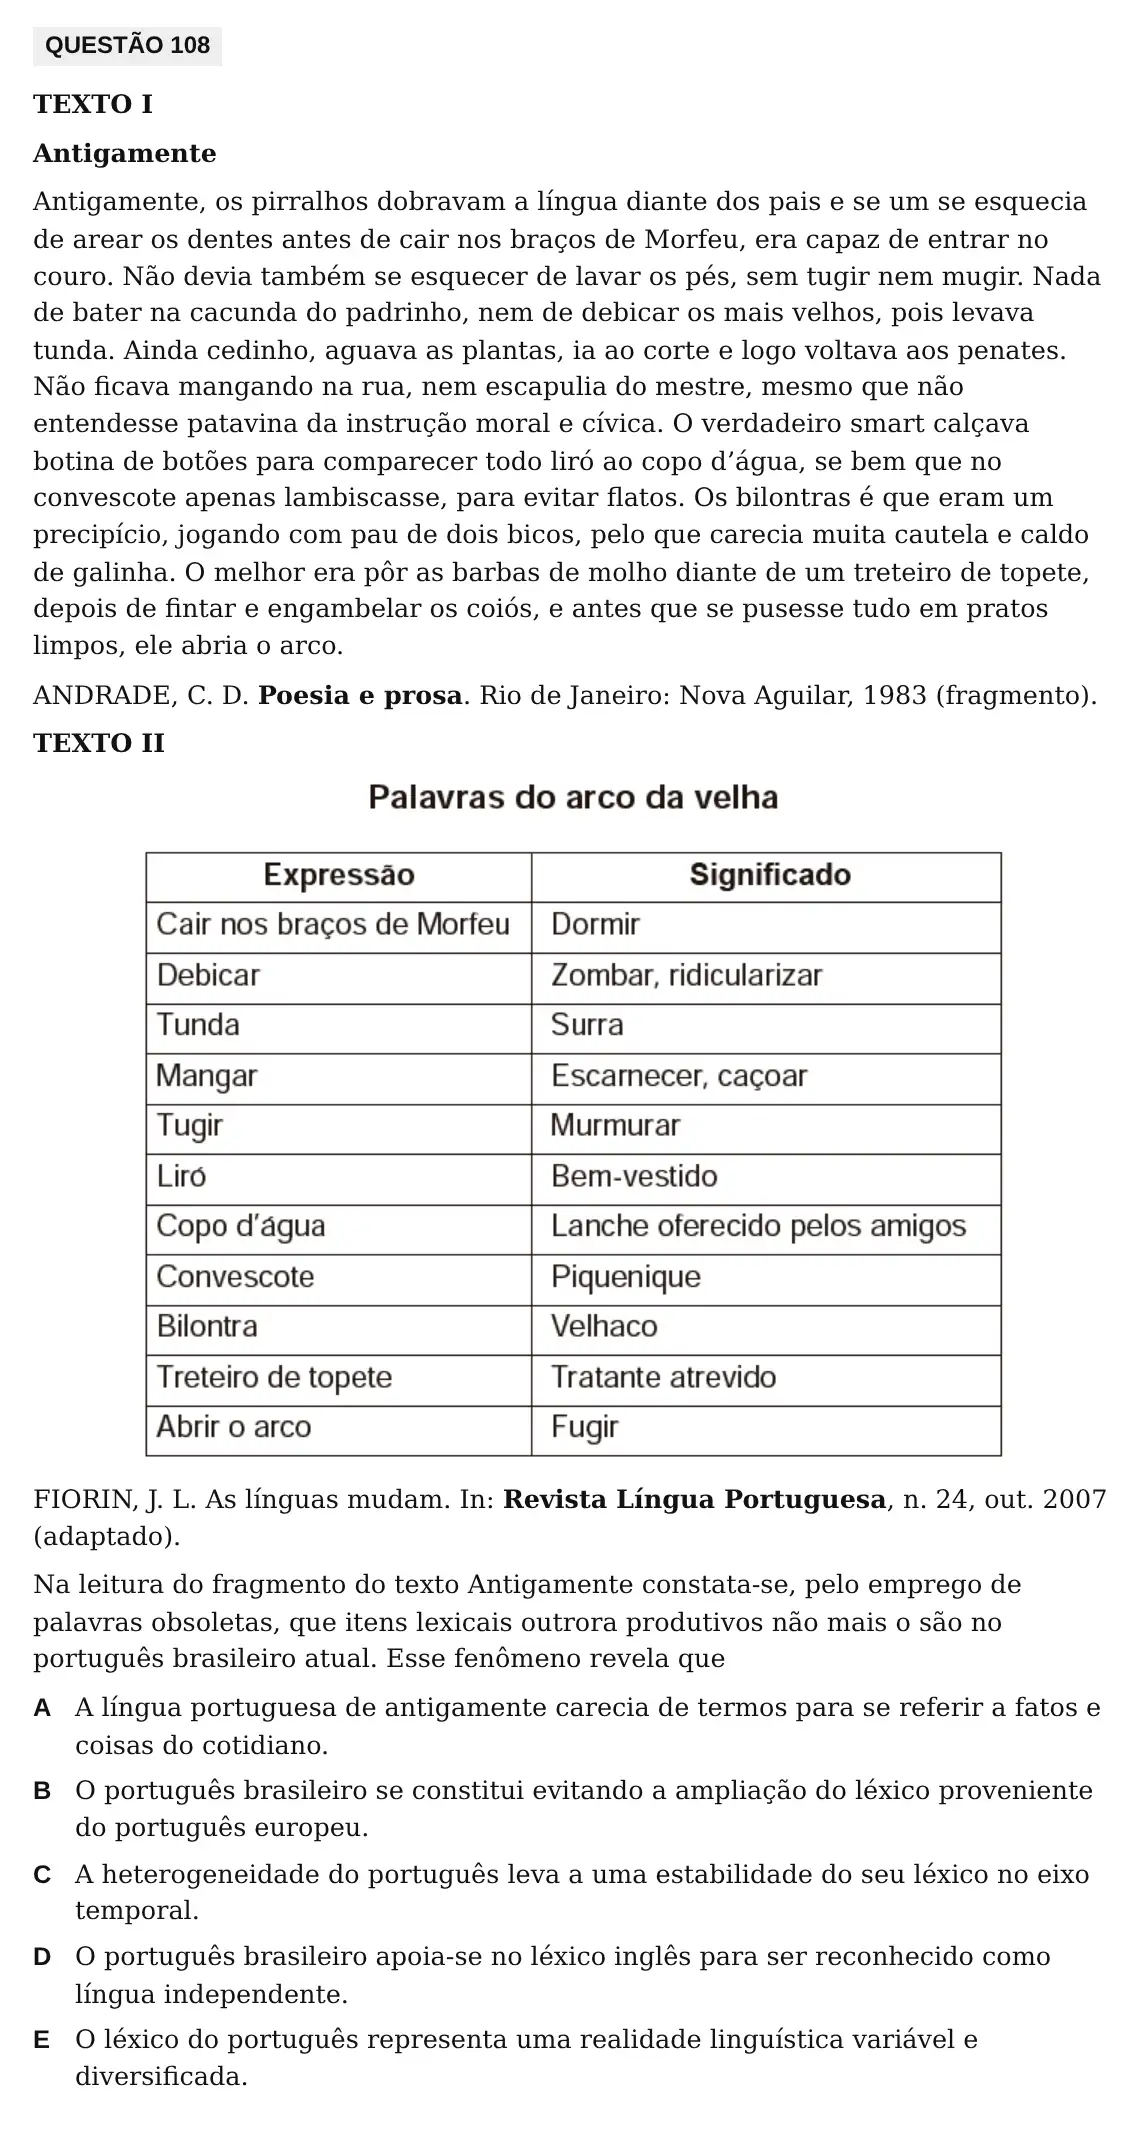 QUESTÃO 108
TEXTO I
Antigamente
Antigamente, os pirralhos dobravam a língua diante dos pais e se um se esquecia
de arear os dentes antes de cair nos braços de Morfeu, era capaz de entrar no
couro. Não devia também se esquecer de lavar os pés, sem tugir nem mugir. Nada
de bater na cacunda do padrinho, nem de debicar os mais velhos, pois levava
tunda. Ainda cedinho, aguava as plantas, ia ao corte e logo voltava aos penates.
Não ficava mangando na rua, nem escapulia do mestre, mesmo que não
entendesse patavina da instrução moral e cívica. O verdadeiro smart calçava
botina de botões para comparecer todo liró ao copo d’água, se bem que no
convescote apenas lambiscasse, para evitar flatos. Os bilontras é que eram um
precipício, jogando com pau de dois bicos, pelo que carecia muita cautela e caldo
de galinha. O melhor era pôr as barbas de molho diante de um treteiro de topete,
depois de fintar e engambelar os coiós, e antes que se pusesse tudo em pratos
limpos, ele abria o arco.
ANDRADE, C. D. Poesia e prosa. Rio de Janeiro: Nova Aguilar, 1983 (fragmento).
TEXTO II
Palavras do arco da velha
Expressão Significado
Cair nos braços de Morfeu Dormir
Debicar Zombar, ridicularizar
Tunda Surra
Mangar Escarnecer, caçoar
Tugir Murmurar
Liró Bem-vestido
Copo d’água Lanche oferecido pelos amigos
Convescote Piquenique
Bilontra Velhaco
Treteiro de topete Tratante atrevido
Abrir o arco Fugir
FIORIN, J. L. As línguas mudam. In: Revista Língua Portuguesa, n. 24, out. 2007
(adaptado).
Na leitura do fragmento do texto Antigamente constata-se, pelo emprego de
palavras obsoletas, que itens lexicais outrora produtivos não mais o são no
português brasileiro atual. Esse fenômeno revela que
A A língua portuguesa de antigamente carecia de termos para se referir a fatos e
coisas do cotidiano.
B O português brasileiro se constitui evitando a ampliação do léxico proveniente
do português europeu.
C A heterogeneidade do português leva a uma estabilidade do seu léxico no eixo
temporal.
D O português brasileiro apoia-se no léxico inglês para ser reconhecido como
língua independente.
E O léxico do português representa uma realidade linguística variável e
diversificada.